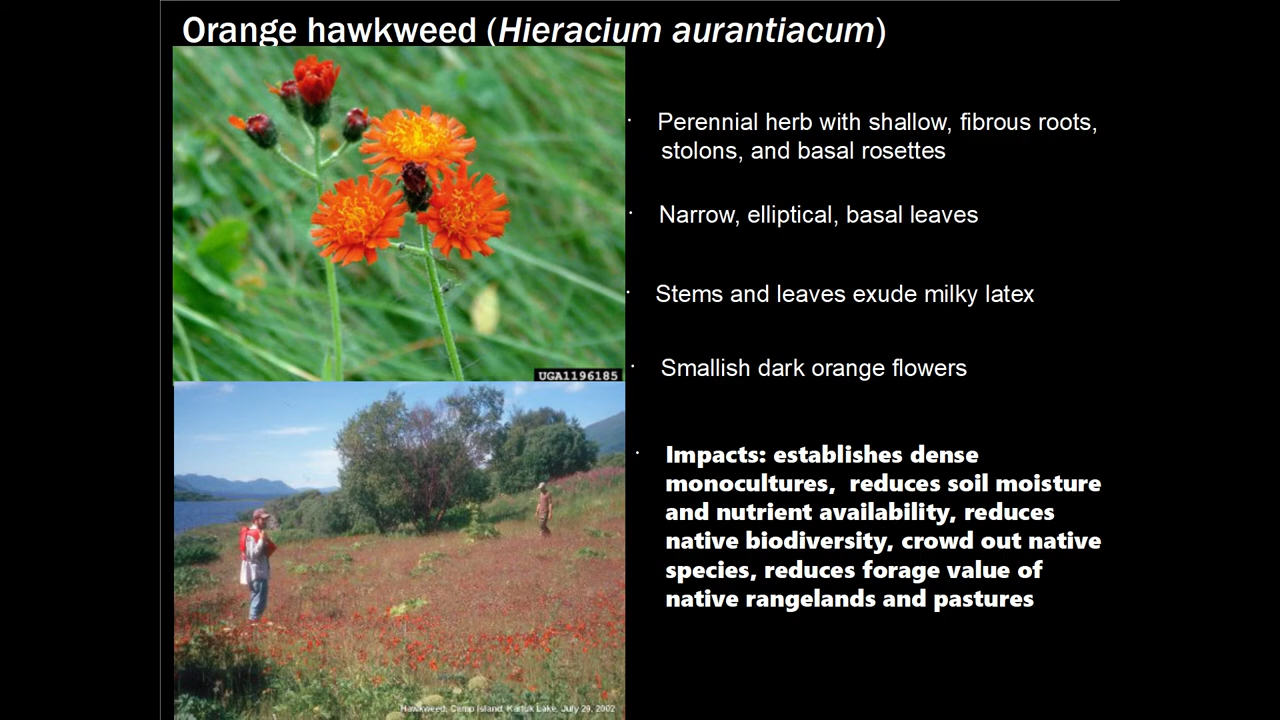 Orange hawkweed (Hieracium aurantiacum)
UGA1196185
Hawkweed, Camp Island, Karluk Lake, July 29, 2002
· Perennial herb with shallow, fibrous roots,
stolons, and basal rosettes
· Narrow, elliptical, basal leaves
· Stems and leaves exude milky latex
· Smallish dark orange flowers
· Impacts: establishes dense
monocultures,  reduces soil moisture
and nutrient availability, reduces
native biodiversity, crowd out native
species, reduces forage value of
native rangelands and pastures